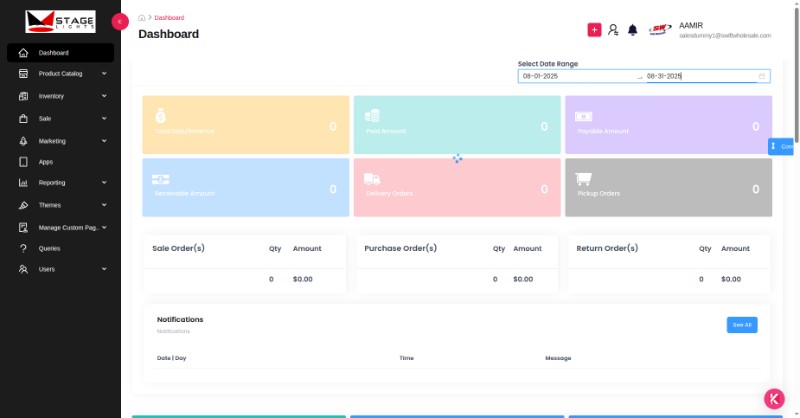 STAGE
LIGHTS
Dashboard
Product Catalog
Inventory
Sale
Marketing
Apps
Reporting
Themes
Manage Custom Pag..
Queries
Users
Dashboard
Dashboard
AAMIR
salesdummy1@swiftwholesale.com
Select Date Range
08-01-2025 → 08-31-2025
0
Paid Amount 0
Payable Amount 0
Receivable Amount 0
Delivery Orders 0
Pickup Orders 0
Sale Order(s) Qty Amount
0 $0.00
Purchase Order(s) Qty Amount
0 $0.00
Return Order(s) Qty Amount
0 $0.00
Notifications
Notifications
See All
Date | Day Time Message